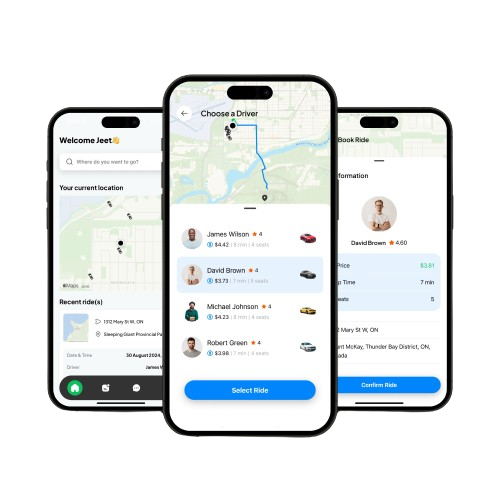 Welcome Jeet👋
Where do you want to go?
Your current location
Maps
Recent ride(s)
1312 Mary St W, ON
Sleeping Giant Provincial Pa
Date & Time 30 August 2024,
Driver James W
Choose a Driver
James Wilson ★ 4
$4.42 | 8 min | 4 seats
David Brown ★ 4
$3.73 | 7 min | 5 seats
Michael Johnson ★ 4
$4.23 | 8 min | 4 seats
Robert Green ★ 4
$3.98 | 7 min | 4 seats
Select Ride
Book Ride
formation
David Brown ★ 4.60
Price $3.81
p Time 7 min
eats 5
2 Mary St W, ON
unt McKay, Thunder Bay District, ON,
ada
Confirm Ride